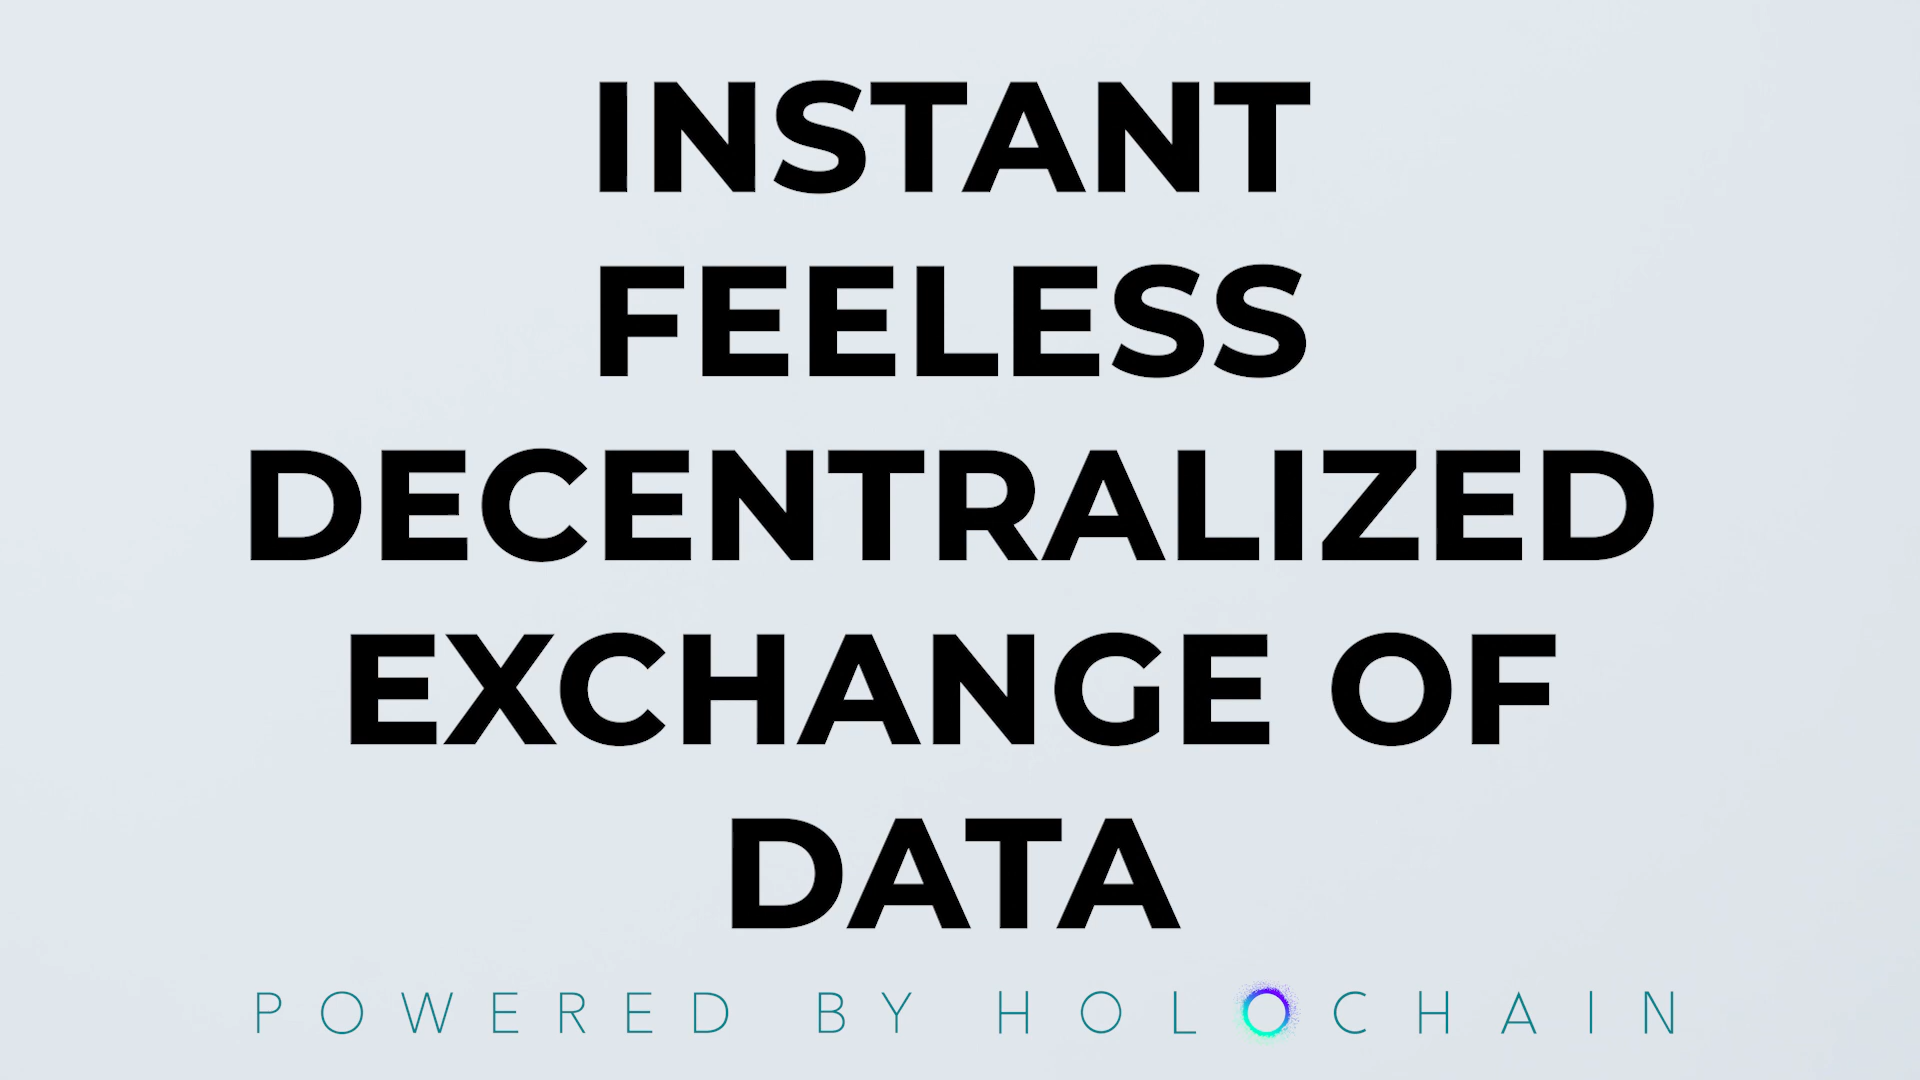 INSTANT
FEELESS
DECENTRALIZED
EXCHANGE OF
DATA
POWERED BY HOLOCHAIN